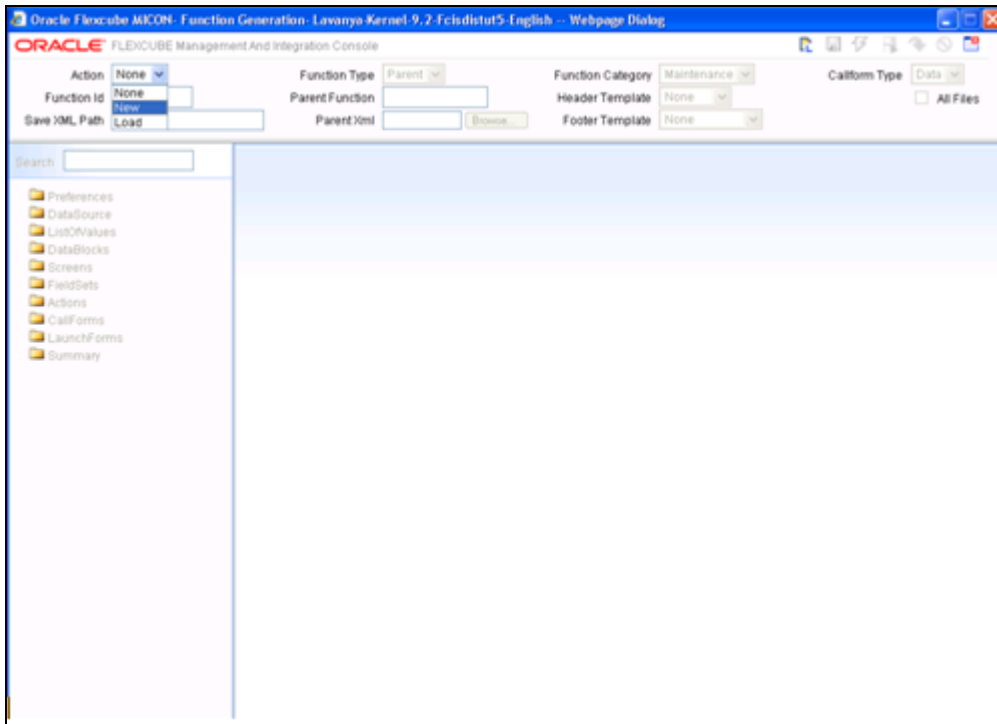 Oracle Flexcube MICON- Function Generation- Lavanya-Kernel-9.2-Fcisdistut5-English -- Webpage Dialog
ORACLE FLEXCUBE Management And Integration Console
Action None Function Type Parent Function Category Maintenance Callform Type Data
Function Id Parent Function Header Template None All Files
Save XML Path Parent Xml Browse... Footer Template None
None
New
Load
Search
Preferences
DataSource
ListOfValues
DataBlocks
Screens
FieldSets
Actions
CallForms
LaunchForms
Summary